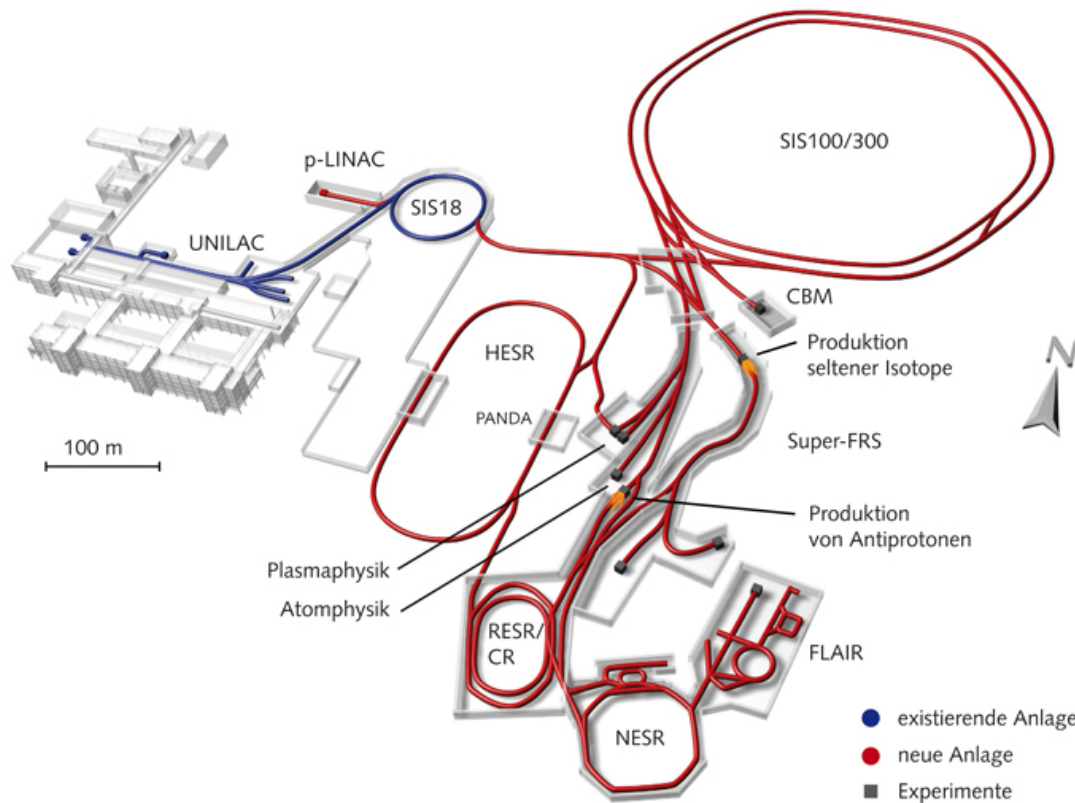 SIS100/300
p-LINAC
SIS18
UNILAC
CBM
Produktion
seltener Isotope
N
HESR
PANDA
100 m
Super-FRS
Produktion
von Antiprotonen
Plasmaphysik
Atomphysik
RESR/
CR
FLAIR
NESR
existierende Anlage
neue Anlage
Experimente